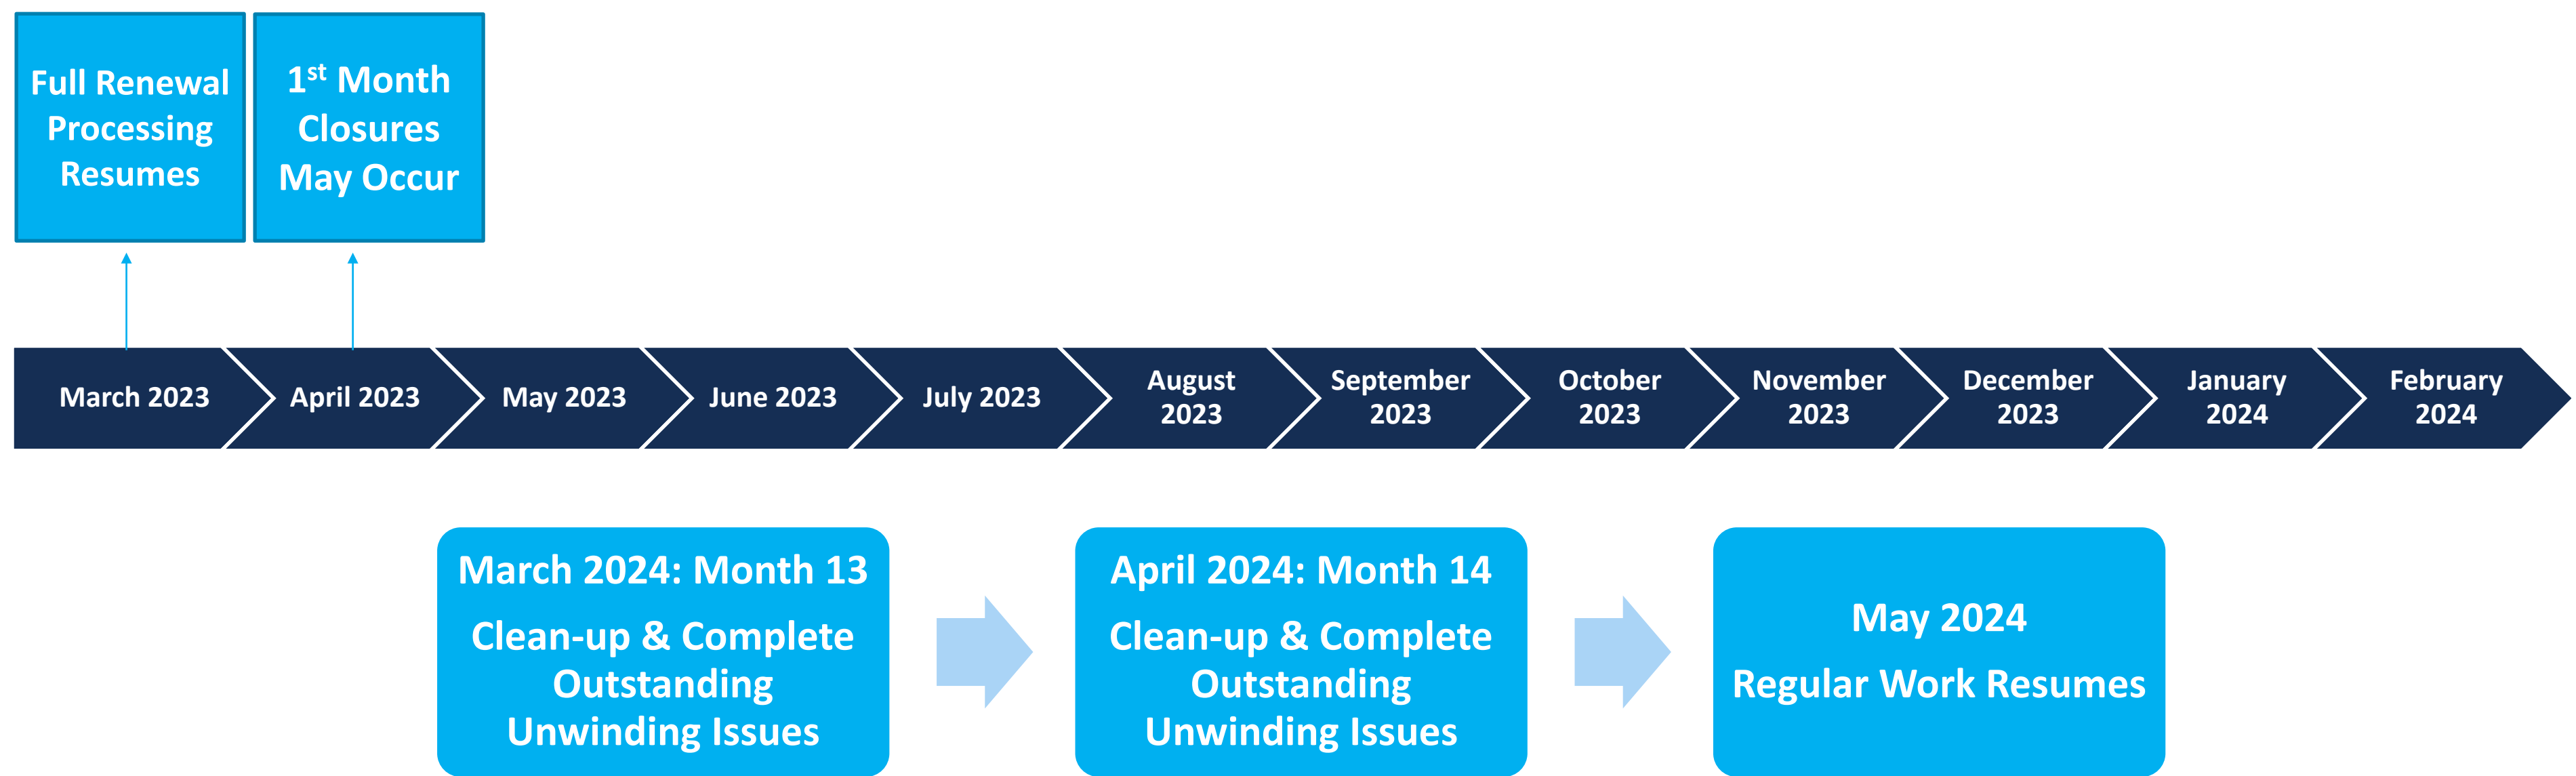 Full Renewal
Processing
Resumes
1st Month
Closures
May Occur
March 2023
April 2023
May 2023
June 2023
July 2023
August
2023
September
2023
October
2023
November
2023
December
2023
January
2024
February
2024
March 2024: Month 13
Clean-up & Complete
Outstanding
Unwinding Issues
April 2024: Month 14
Clean-up & Complete
Outstanding
Unwinding Issues
May 2024
Regular Work Resumes